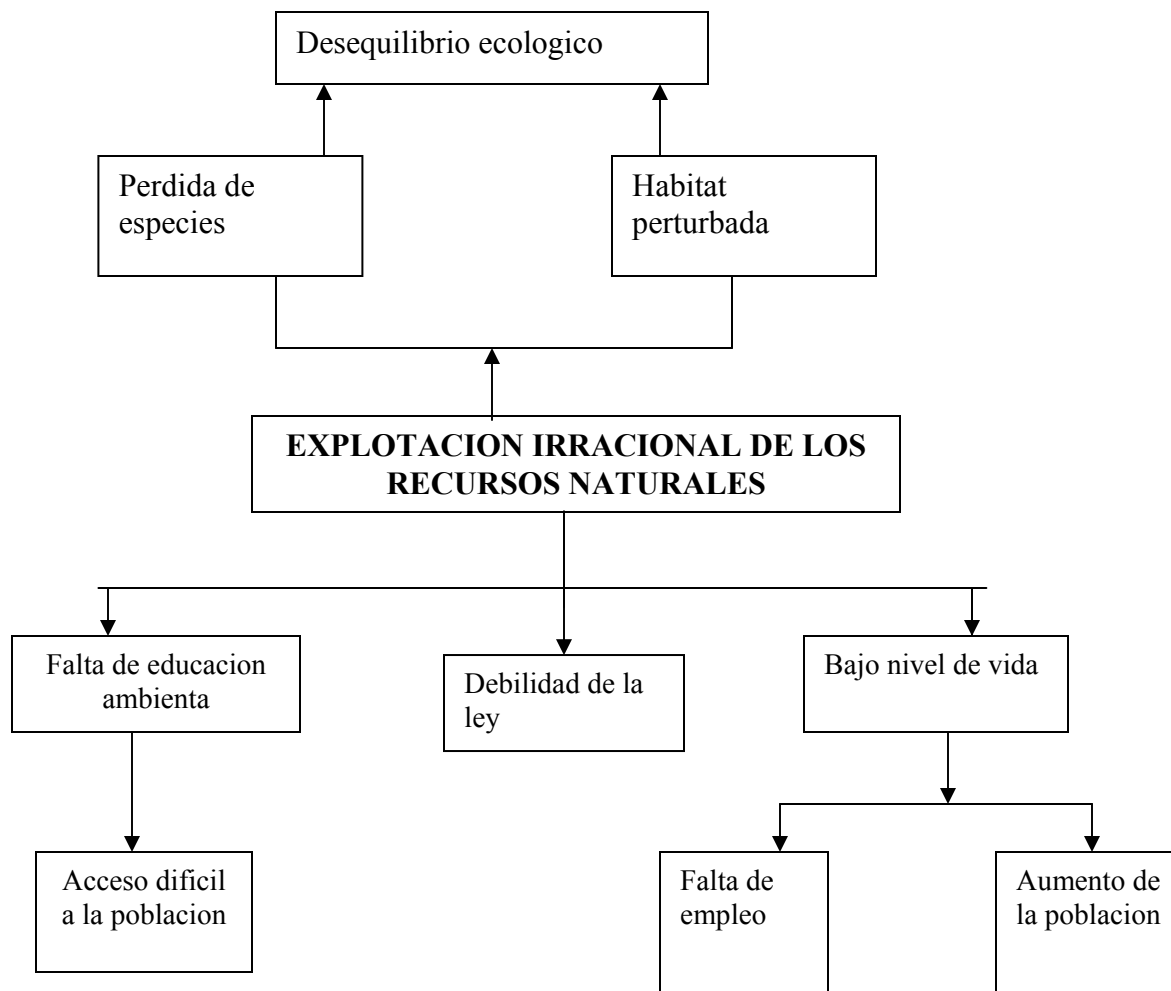 Desequilibrio ecologico
Perdida de
especies
Habitat
perturbada
EXPLOTACION IRRACIONAL DE LOS
RECURSOS NATURALES
Falta de educacion
ambienta
Debilidad de la
ley
Bajo nivel de vida
Acceso dificil
a la poblacion
Falta de
empleo
Aumento de
la poblacion